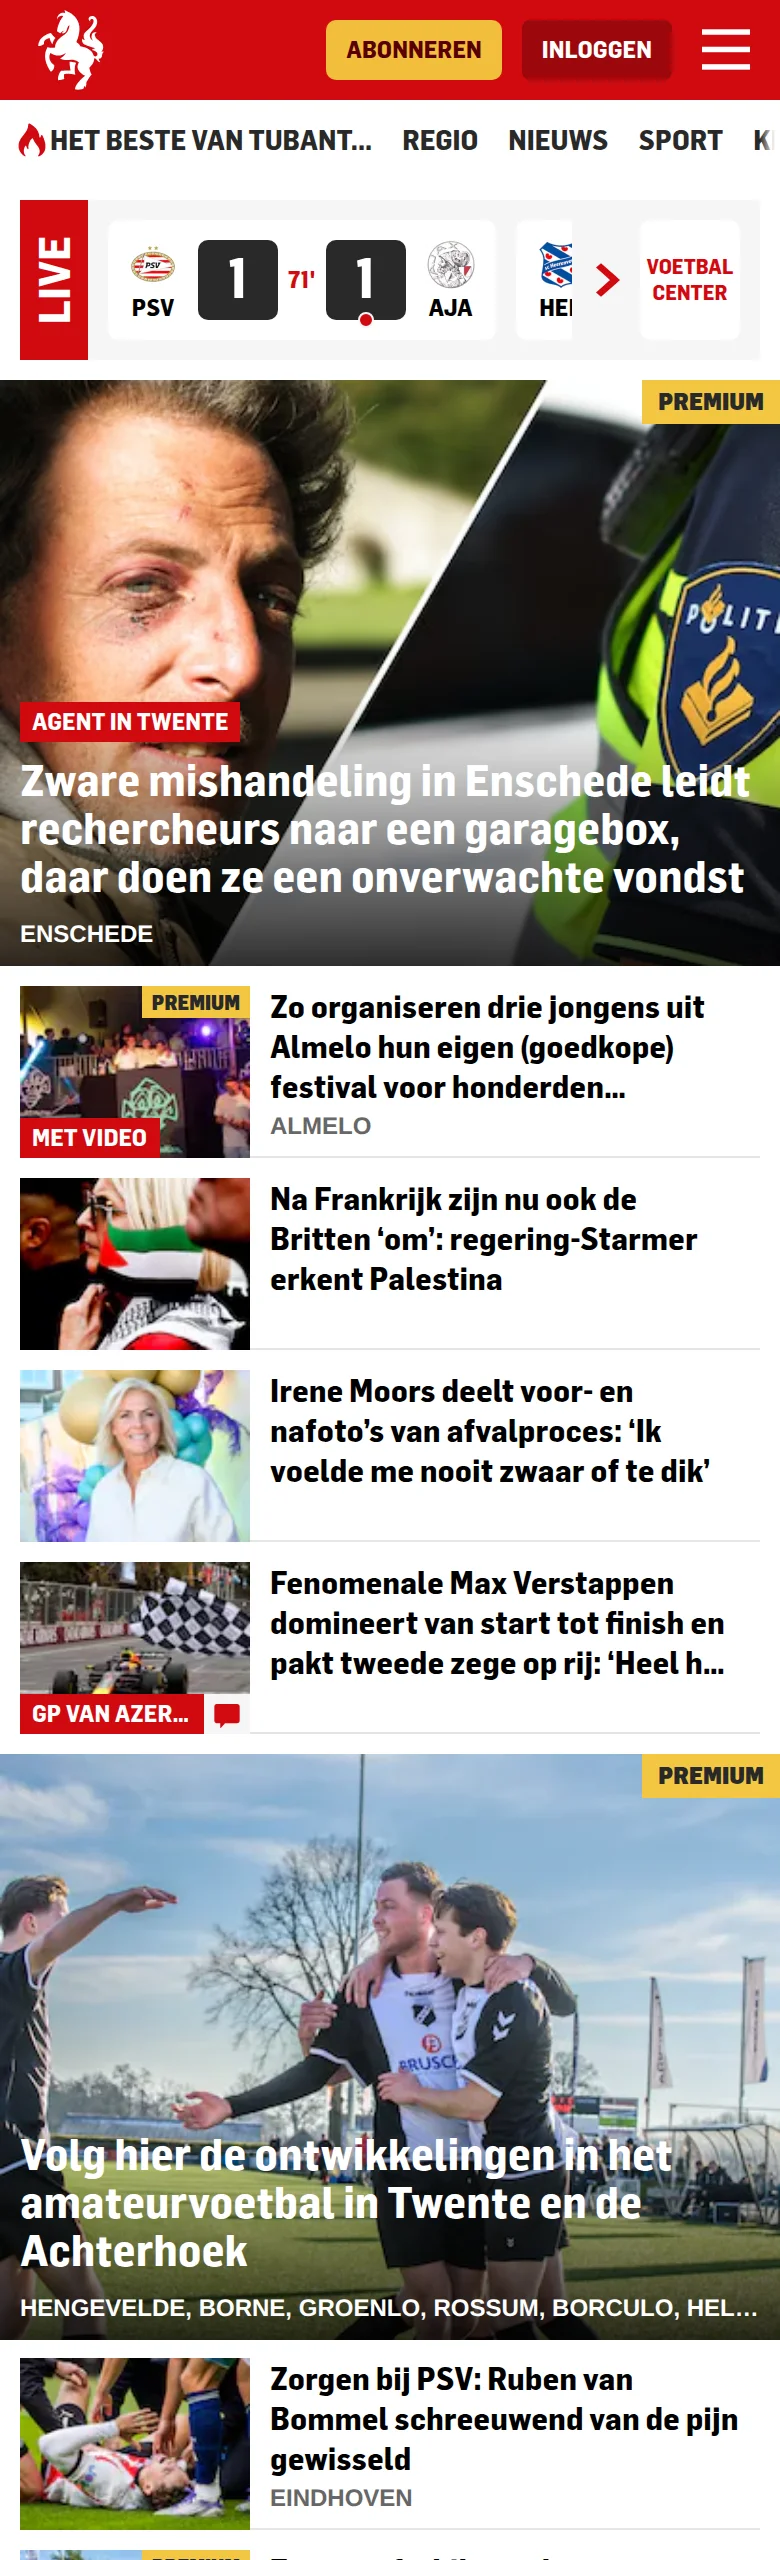 ABONNEREN
INLOGGEN
HET BESTE VAN TUBANT...
REGIO
NIEUWS
SPORT
LIVE
PSV
PSV
1
71'
1
AJA
VOETBAL
CENTER
PREMIUM
AGENT IN TWENTE
Zware mishandeling in Enschede leidt
rechercheurs naar een garagebox,
daar doen ze een onverwachte vondst
ENSCHEDE
PREMIUM
MET VIDEO
Zo organiseren drie jongens uit
Almelo hun eigen (goedkope)
festival voor honderden...
ALMELO
Na Frankrijk zijn nu ook de
Britten ‘om’: regering-Starmer
erkent Palestina
Irene Moors deelt voor- en
nafoto’s van afvalproces: ‘Ik
voelde me nooit zwaar of te dik’
Fenomenale Max Verstappen
domineert van start tot finish en
pakt tweede zege op rij: ‘Heel h...
GP VAN AZER...
PREMIUM
Volg hier de ontwikkelingen in het
amateurvoetbal in Twente en de
Achterhoek
HENGEVELDE, BORNE, GROENLO, ROSSUM, BORCULO, HEL...
Zorgen bij PSV: Ruben van
Bommel schreeuwend van de pijn
gewisseld
EINDHOVEN